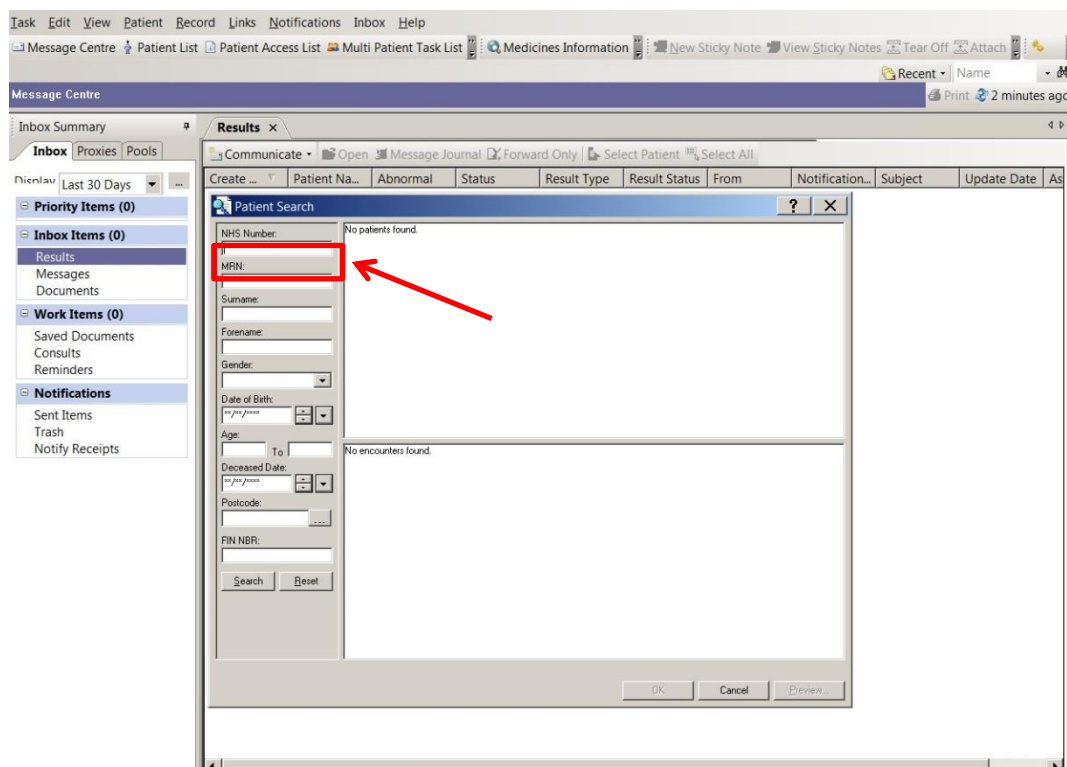 Task Edit View Patient Record Links Notifications Inbox Help
Message Centre Patient List Patient Access List Multi Patient Task List Medicines Information New Sticky Note View Sticky Notes Tear Off Attach
Recent Name
Message Centre Print 2 minutes ago
Inbox Summary Results ×
Inbox Proxies Pools Communicate Open Message Journal Forward Only Select Patient Select All
Display Last 30 Days ... Create ... Patient Na... Abnormal Status Result Type Result Status From Notification... Subject Update Date As
Priority Items (0) Patient Search ? X
Inbox Items (0) NHS Number: No patients found.
Results
Messages MRN:
Documents
Surname:
Work Items (0)
Saved Documents Forename:
Consults
Reminders Gender:
Notifications Date of Birth:
Sent Items **/**/****
Trash Age:
Notify Receipts To No encounters found.
Deceased Date:
**/**/****
Postcode:
...
FIN NBR:
Search Reset
OK Cancel Preview...